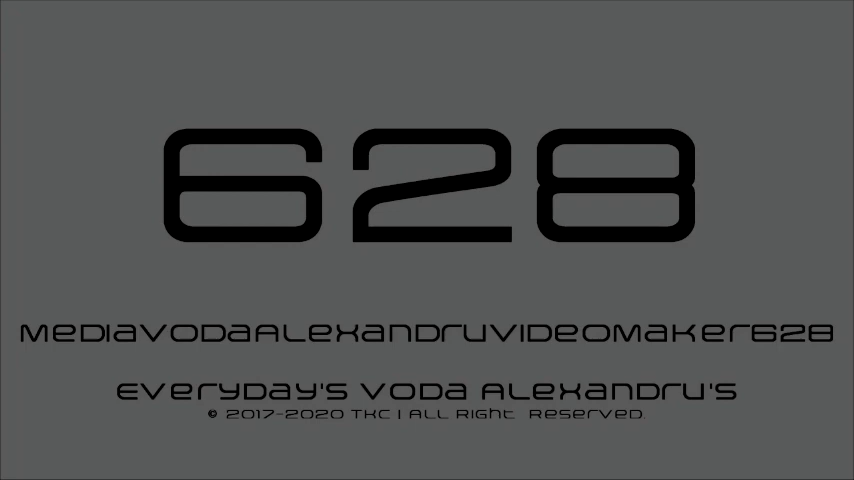 628
MediavodaAlexandruvideoMaker628
Everyday's Voda Alexandru's
© 2017-2020 TKC | All Right Reserved.